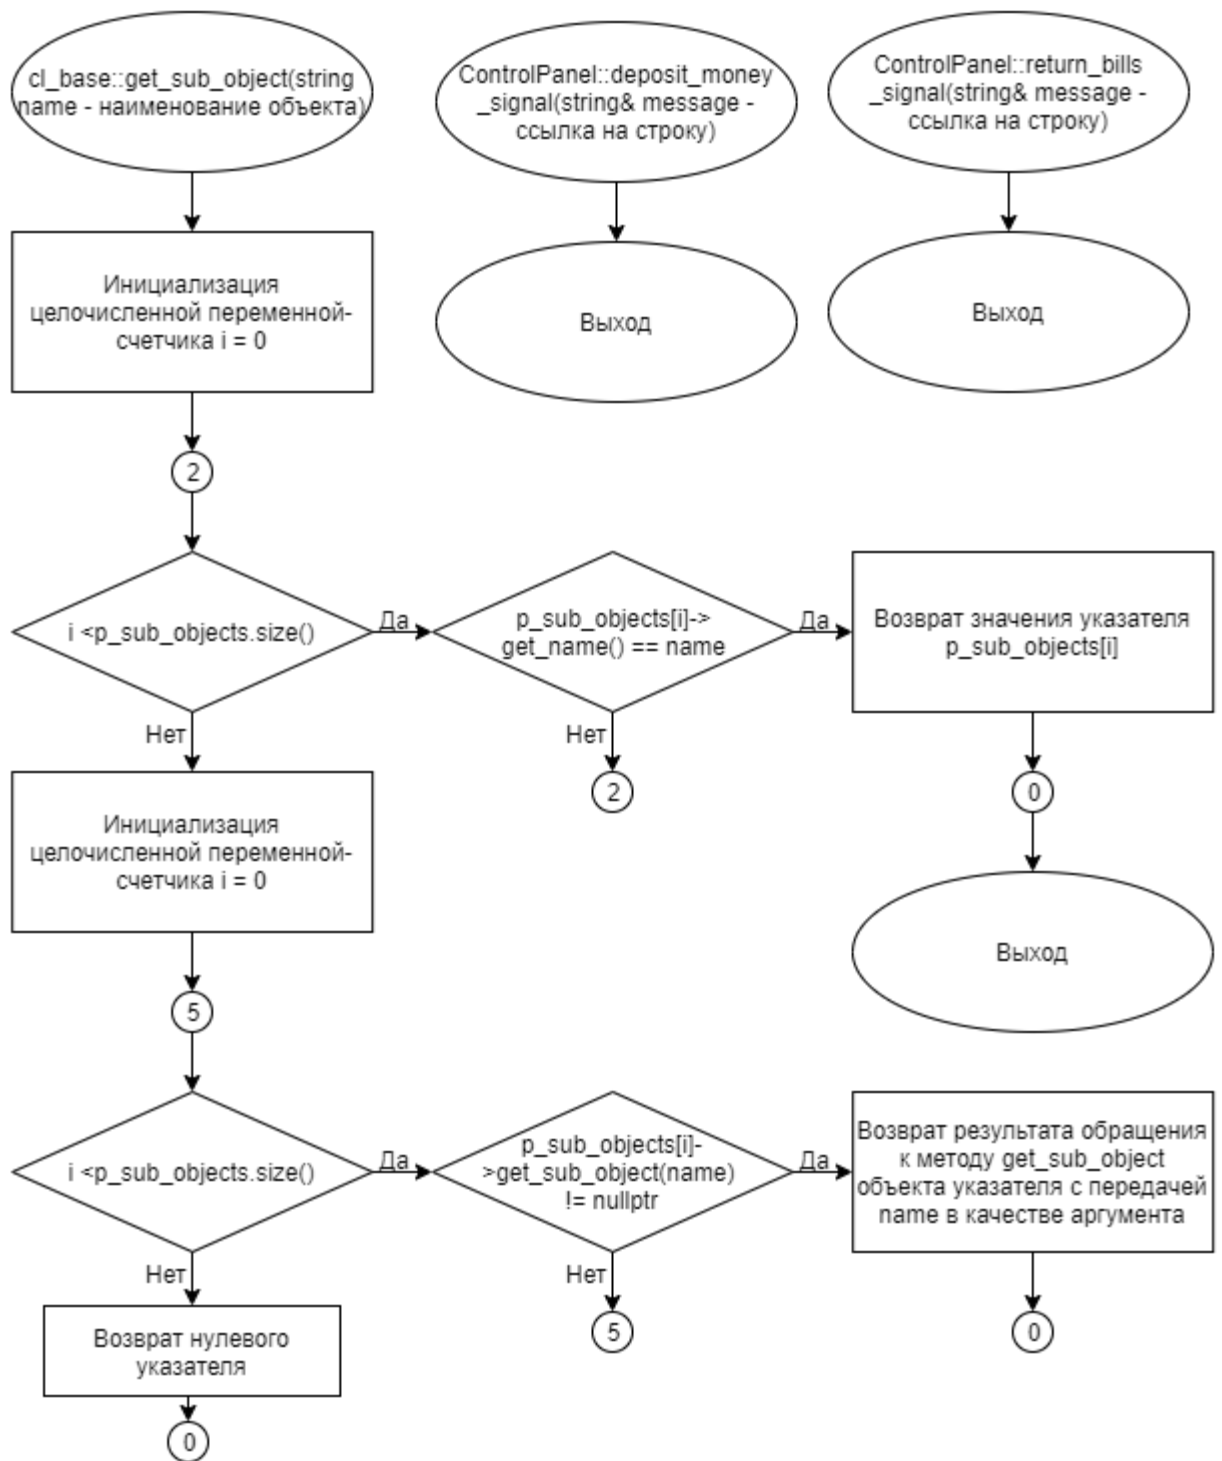 cl_base::get_sub_object(string
name - наименование объекта)
ControlPanel::deposit_money
_signal(string& message -
ссылка на строку)
ControlPanel::return_bills
_signal(string& message -
ссылка на строку)
Инициализация
целочисленной переменной-
счетчика i = 0
Выход
Выход
2
i <p_sub_objects.size()
Да
p_sub_objects[i]->
get_name() == name
Да
Возврат значения указателя
p_sub_objects[i]
Нет
Нет
2
0
Инициализация
целочисленной переменной-
счетчика i = 0
Выход
5
i <p_sub_objects.size()
Да
p_sub_objects[i]-
>get_sub_object(name)
!= nullptr
Да
Возврат результата обращения
к методу get_sub_object
объекта указателя с передачей
name в качестве аргумента
Нет
Нет
5
0
Возврат нулевого
указателя
0